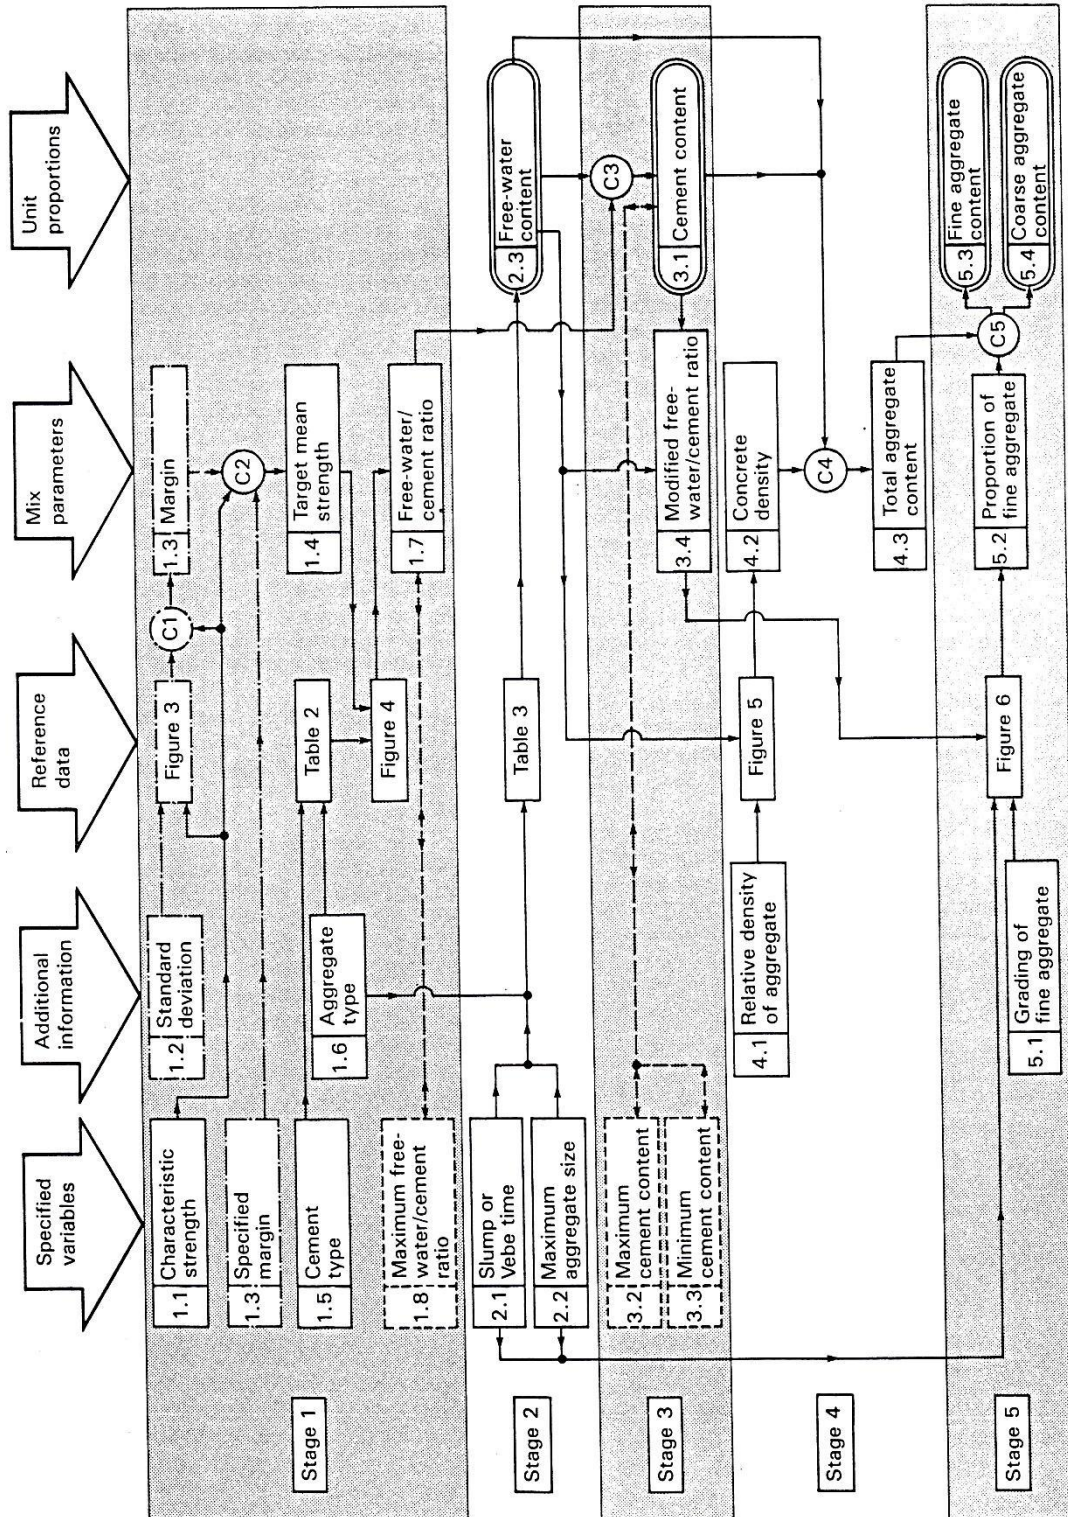 Specified
variables
Additional
information
Reference
data
Mix
parameters
Unit
proportions
Stage 1
1.1
Characteristic
strength
1.2
Standard
deviation
Figure 3
C1
1.3
Margin
1.3
Specified
margin
C2
1.5
Cement
type
1.6
Aggregate
type
Table 2
1.4
Target mean
strength
Figure 4
1.8
Maximum free-
water/cement
ratio
1.7
Free-water/
cement ratio
Stage 2
2.1
Slump or
Vebe time
2.2
Maximum
aggregate size
Table 3
2.3
Free-water
content
Stage 3
3.2
Maximum
cement content
3.3
Minimum
cement content
C3
3.4
Modified free-
water/cement ratio
3.1
Cement content
Stage 4
4.1
Relative density
of aggregate
Figure 5
4.2
Concrete
density
C4
4.3
Total aggregate
content
Stage 5
5.1
Grading of
fine aggregate
Figure 6
5.2
Proportion of
fine aggregate
C5
5.3
Fine aggregate
content
5.4
Coarse aggregate
content